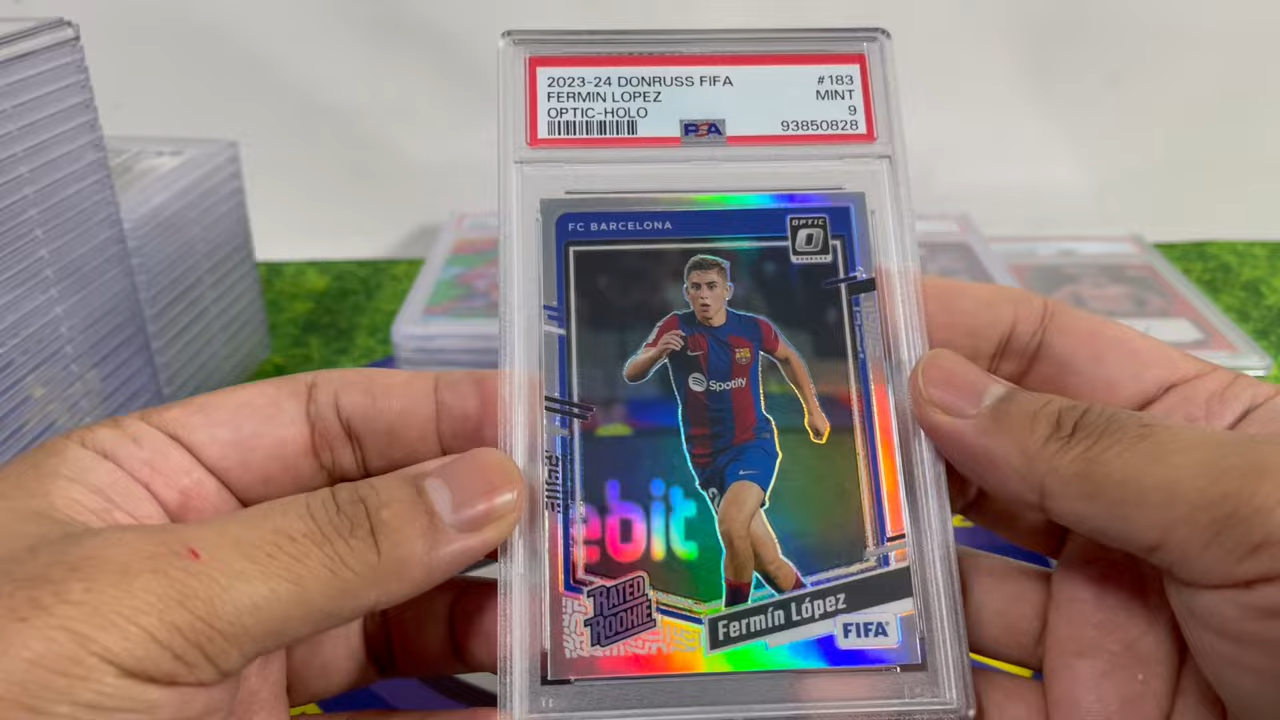 2023-24 DONRUSS FIFA #183
FERMIN LOPEZ MINT
OPTIC-HOLO 9
PSA 93850828
FC BARCELONA
OPTIC
DONRUSS
Spotify
ebit
RATED
ROOKIE
Fermín López
FIFA